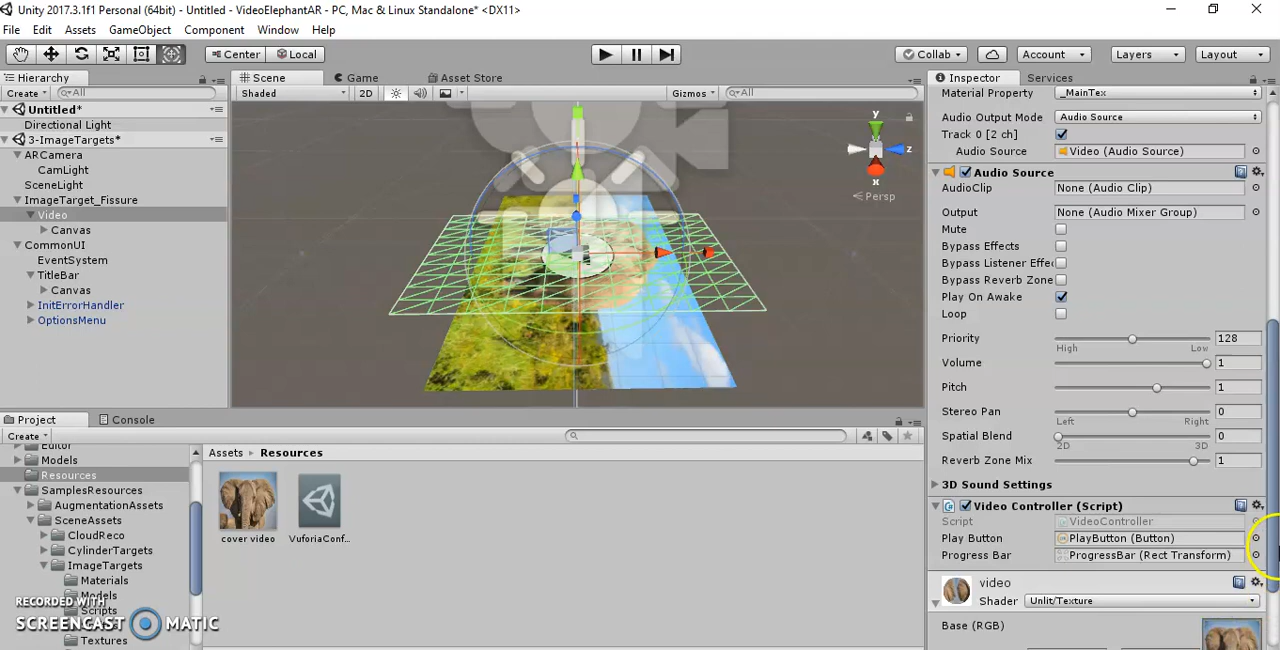 Unity 2017.3.1f1 Personal (64bit) - Untitled - VideoElephantAR - PC, Mac & Linux Standalone* <DX11>
File Edit Assets GameObject Component Window Help
Center Local Collab Account Layers Layout
Hierarchy
Create All
Untitled*
Directional Light
3-ImageTargets*
ARCamera
CamLight
SceneLight
ImageTarget_Fissure
Video
Canvas
CommonUI
EventSystem
TitleBar
Canvas
InitErrorHandler
OptionsMenu
Scene Game Asset Store
Shaded 2D Gizmos All
y
z
x
Persp
Inspector Services
Material Property _MainTex
Audio Output Mode Audio Source
Track 0 [2 ch]
Audio Source Video (Audio Source)
Audio Source
AudioClip None (Audio Clip)
Output None (Audio Mixer Group)
Mute
Bypass Effects
Bypass Listener Effec
Bypass Reverb Zone
Play On Awake
Loop
Priority 128
High Low
Volume 1
Pitch 1
Stereo Pan 0
Left Right
Spatial Blend 0
2D 3D
Reverb Zone Mix 1
3D Sound Settings
Video Controller (Script)
Script VideoController
Play Button PlayButton (Button)
Progress Bar ProgressBar (Rect Transform)
video
Shader Unlit/Texture
Base (RGB)
Project Console
Create
Editor
Models
Resources
SamplesResources
AugmentationAssets
SceneAssets
CloudReco
CylinderTargets
ImageTargets
Materials
Models
Scripts
Textures
Assets Resources
cover video VuforiaConf...
RECORDED WITH
SCREENCAST MATIC